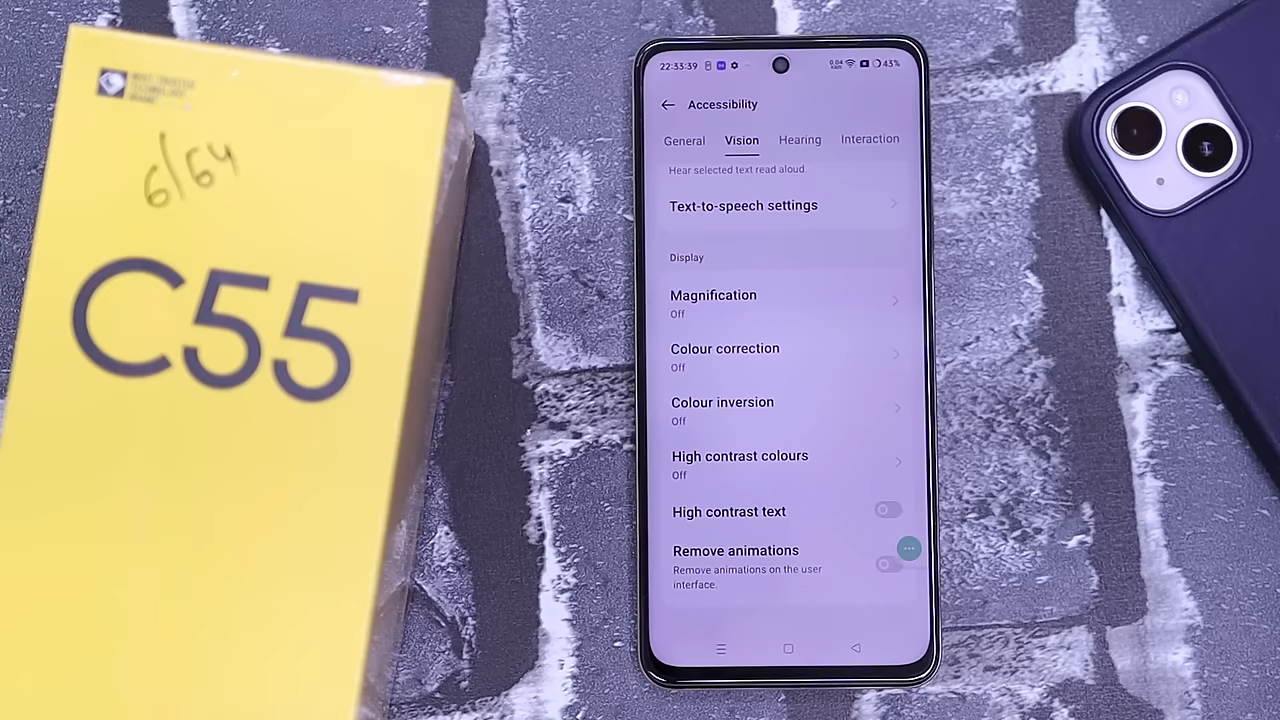 6/64
C55
22:33:39
0.04
43%
Accessibility
General Vision Hearing Interaction
Hear selected text read aloud.
Text-to-speech settings
Display
Magnification
Off
Colour correction
Off
Colour inversion
Off
High contrast colours
Off
High contrast text
Remove animations
Remove animations on the user
interface.